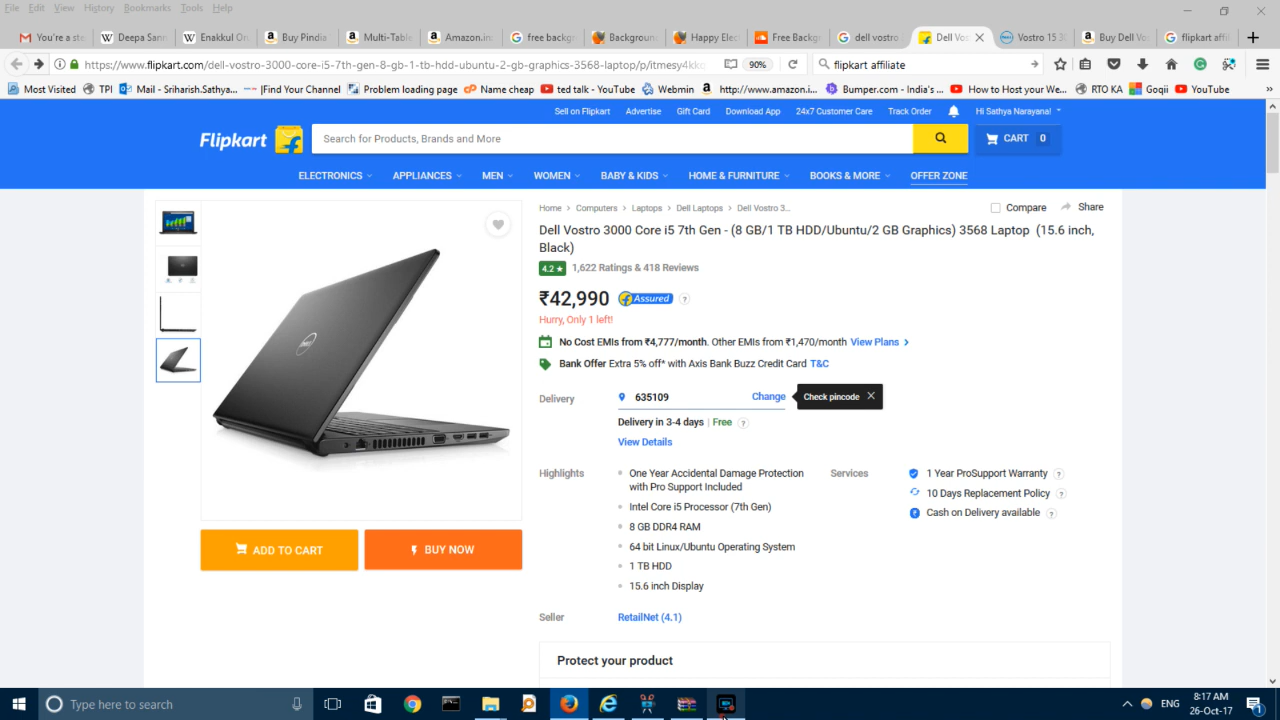 File Edit View History Bookmarks Tools Help
You're a ste
Deepa Sann
Enakkul On
Buy Pindia
Multi-Table
Amazon.in
free backgr
Backgroun
Happy Elect
Free Backg
dell vostro
Dell Vos
Vostro 15 30
Buy Dell Vos
flipkart affil
https://www.flipkart.com/dell-vostro-3000-core-i5-7th-gen-8-gb-1-tb-hdd-ubuntu-2-gb-graphics-3568-laptop/p/itmesy4kko
90%
flipkart affiliate
Most Visited TPI Mail - Sriharish.Sathya... |Find Your Channel| Problem loading page Name cheap ted talk - YouTube Webmin http://www.amazon.i... Bumper.com - India's ... How to Host your We... RTO KA Goqii YouTube »
Sell on Flipkart Advertise Gift Card Download App 24x7 Customer Care Track Order Hi Sathya Narayana!
Flipkart
Search for Products, Brands and More
CART 0
ELECTRONICS APPLIANCES MEN WOMEN BABY & KIDS HOME & FURNITURE BOOKS & MORE OFFER ZONE
Home > Computers > Laptops > Dell Laptops > Dell Vostro 3...
Compare Share
Dell Vostro 3000 Core i5 7th Gen - (8 GB/1 TB HDD/Ubuntu/2 GB Graphics) 3568 Laptop (15.6 inch,
Black)
4.2 ★ 1,622 Ratings & 418 Reviews
₹42,990 Assured ?
Hurry, Only 1 left!
No Cost EMIs from ₹4,777/month. Other EMIs from ₹1,470/month View Plans >
Bank Offer Extra 5% off* with Axis Bank Buzz Credit Card T&C
Delivery 635109 Change Check pincode
Delivery in 3-4 days | Free ?
View Details
Highlights
One Year Accidental Damage Protection
with Pro Support Included
Intel Core i5 Processor (7th Gen)
8 GB DDR4 RAM
64 bit Linux/Ubuntu Operating System
1 TB HDD
15.6 inch Display
Services
1 Year ProSupport Warranty ?
10 Days Replacement Policy ?
Cash on Delivery available ?
ADD TO CART
BUY NOW
Seller RetailNet (4.1)
Protect your product
Type here to search
ENG
8:17 AM
26-Oct-17
1